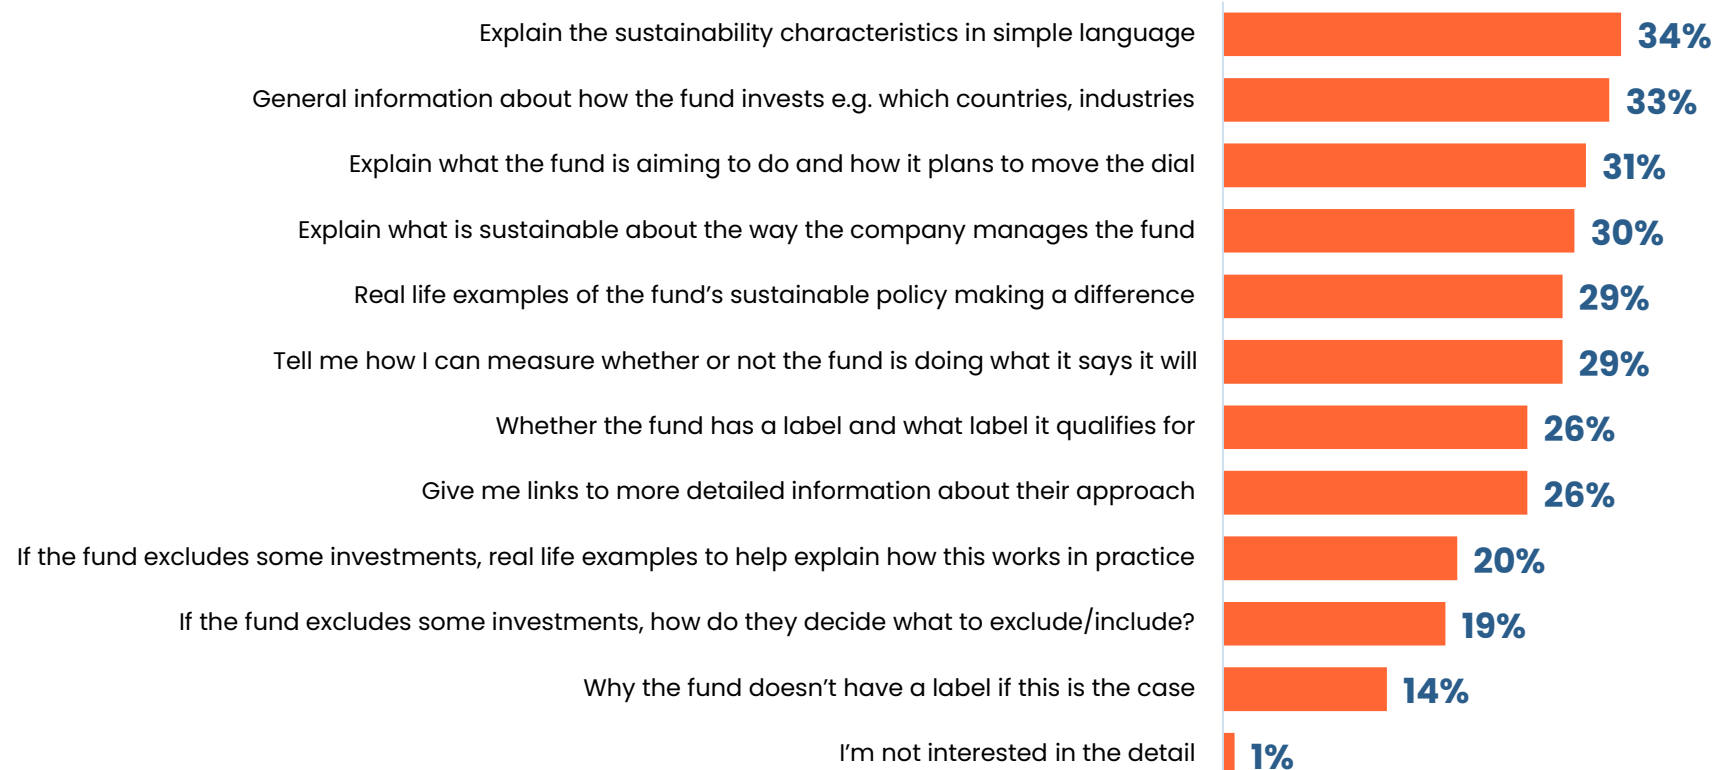 Explain the sustainability characteristics in simple language 34%
General information about how the fund invests e.g. which countries, industries 33%
Explain what the fund is aiming to do and how it plans to move the dial 31%
Explain what is sustainable about the way the company manages the fund 30%
Real life examples of the fund’s sustainable policy making a difference 29%
Tell me how I can measure whether or not the fund is doing what it says it will 29%
Whether the fund has a label and what label it qualifies for 26%
Give me links to more detailed information about their approach 26%
If the fund excludes some investments, real life examples to help explain how this works in practice 20%
If the fund excludes some investments, how do they decide what to exclude/include? 19%
Why the fund doesn’t have a label if this is the case 14%
I’m not interested in the detail 1%